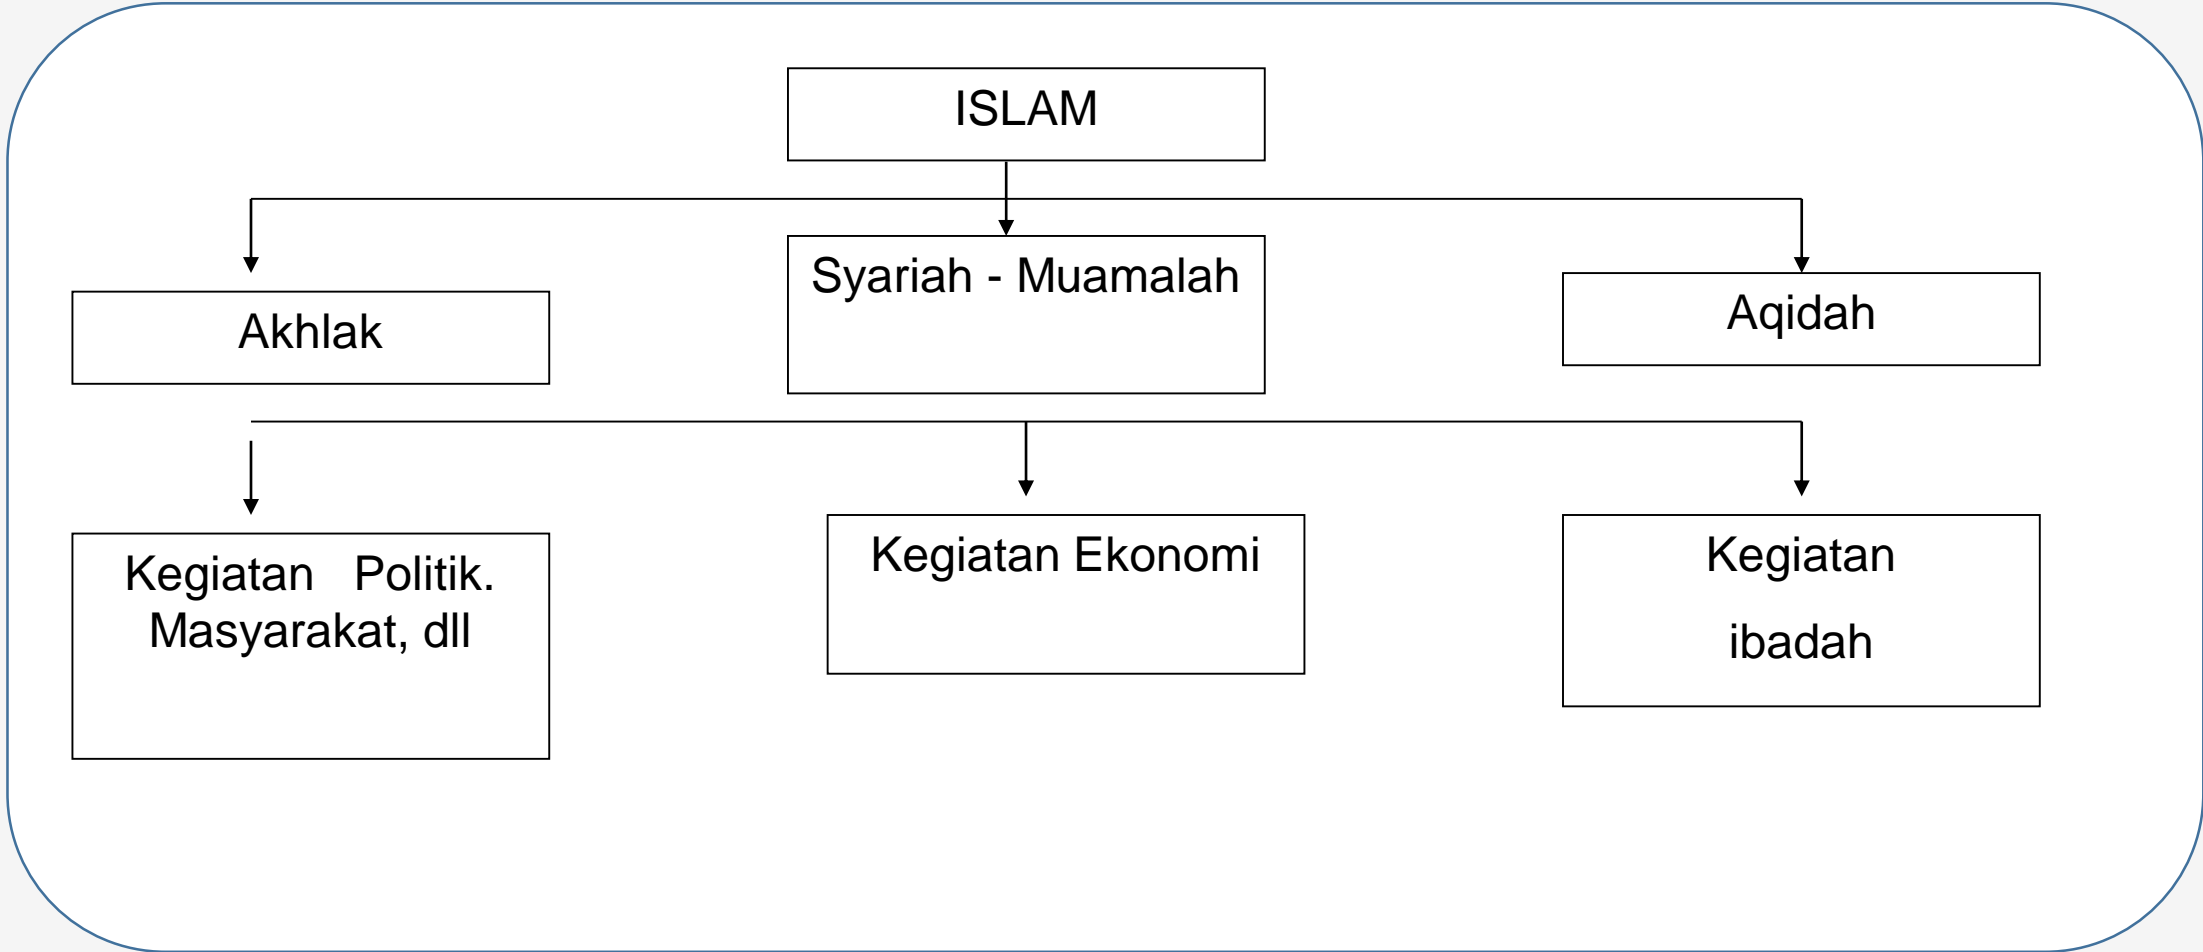 ISLAM
Akhlak
Syariah - Muamalah
Aqidah
Kegiatan Politik.
Masyarakat, dll
Kegiatan Ekonomi
Kegiatan
ibadah